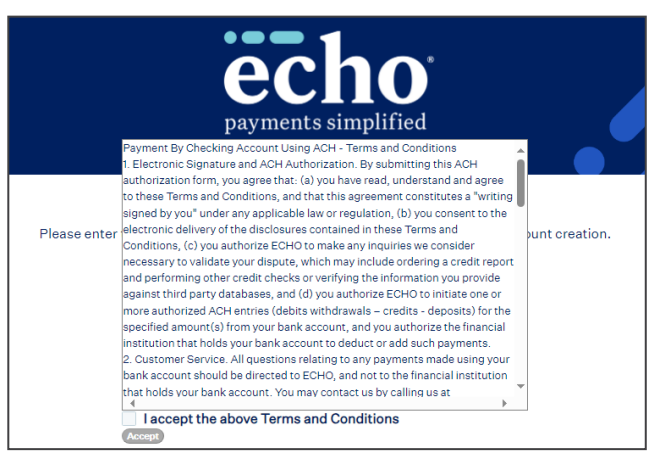 echo®
payments simplified
Payment By Checking Account Using ACH - Terms and Conditions
1. Electronic Signature and ACH Authorization. By submitting this ACH
authorization form, you agree that: (a) you have read, understand and agree
to these Terms and Conditions, and that this agreement constitutes a "writing
signed by you" under any applicable law or regulation, (b) you consent to the
electronic delivery of the disclosures contained in these Terms and
Conditions, (c) you authorize ECHO to make any inquiries we consider
necessary to validate your dispute, which may include ordering a credit report
and performing other credit checks or verifying the information you provide
against third party databases, and (d) you authorize ECHO to initiate one or
more authorized ACH entries (debits withdrawals – credits - deposits) for the
specified amount(s) from your bank account, and you authorize the financial
institution that holds your bank account to deduct or add such payments.
2. Customer Service. All questions relating to any payments made using your
bank account should be directed to ECHO, and not to the financial institution
that holds your bank account. You may contact us by calling us at
Please enter
ount creation.
I accept the above Terms and Conditions
Accept